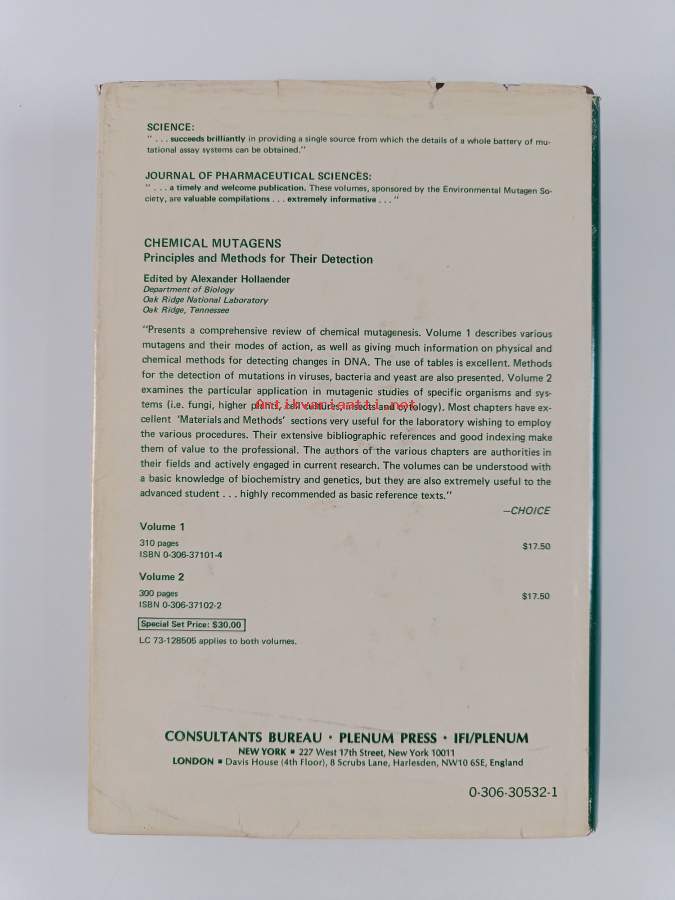 SCIENCE:
". . . succeeds brilliantly in providing a single source from which the details of a whole battery of mu-
tational assay systems can be obtained."
JOURNAL OF PHARMACEUTICAL SCIENCES:
". . . a timely and welcome publication. These volumes, sponsored by the Environmental Mutagen So-
ciety, are valuable compilations . . . extremely informative . . . "
CHEMICAL MUTAGENS
Principles and Methods for Their Detection
Edited by Alexander Hollaender
Department of Biology
Oak Ridge National Laboratory
Oak Ridge, Tennessee
"Presents a comprehensive review of chemical mutagenesis. Volume 1 describes various
mutagens and their modes of action, as well as giving much information on physical and
chemical methods for detecting changes in DNA. The use of tables is excellent. Methods
for the detection of mutations in viruses, bacteria and yeast are also presented. Volume 2
examines the particular application in mutagenic studies of specific organisms and sys-
tems (i.e. fungi, higher plants, cell cultures, insects and cytology). Most chapters have ex-
Antikvariaatti.net
cellent 'Materials and Methods' sections very useful for the laboratory wishing to employ
the various procedures. Their extensive bibliographic references and good indexing make
them of value to the professional. The authors of the various chapters are authorities in
their fields and actively engaged in current research. The volumes can be understood with
a basic knowledge of biochemistry and genetics, but they are also extremely useful to the
advanced student . . . highly recommended as basic reference texts."
—CHOICE
Volume 1
310 pages
ISBN 0-306-37101-4 $17.50
Volume 2
300 pages
ISBN 0-306-37102-2 $17.50
Special Set Price: $30.00
LC 73-128505 applies to both volumes.
CONSULTANTS BUREAU • PLENUM PRESS • IFI/PLENUM
NEW YORK ■ 227 West 17th Street, New York 10011
LONDON ■ Davis House (4th Floor), 8 Scrubs Lane, Harlesden, NW10 6SE, England
0-306-30532-1